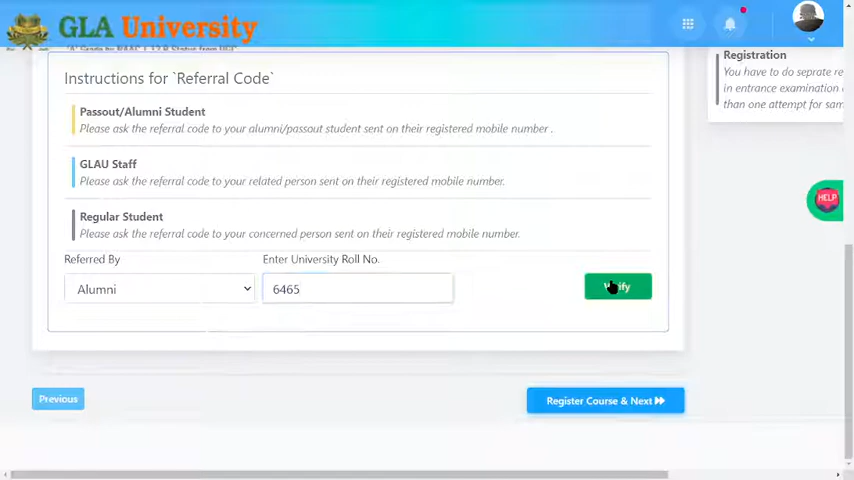 GLA University
Registration
You have to do seprate re
in entrance examination
than one attempt for sam
Instructions for `Referral Code`
Passout/Alumni Student
Please ask the referral code to your alumni/passout student sent on their registered mobile number .
GLAU Staff
Please ask the referral code to your related person sent on their registered mobile number.
HELP
Regular Student
Please ask the referral code to your concerned person sent on their registered mobile number.
Referred By
Enter University Roll No.
Alumni
6465
Previous
Register Course & Next